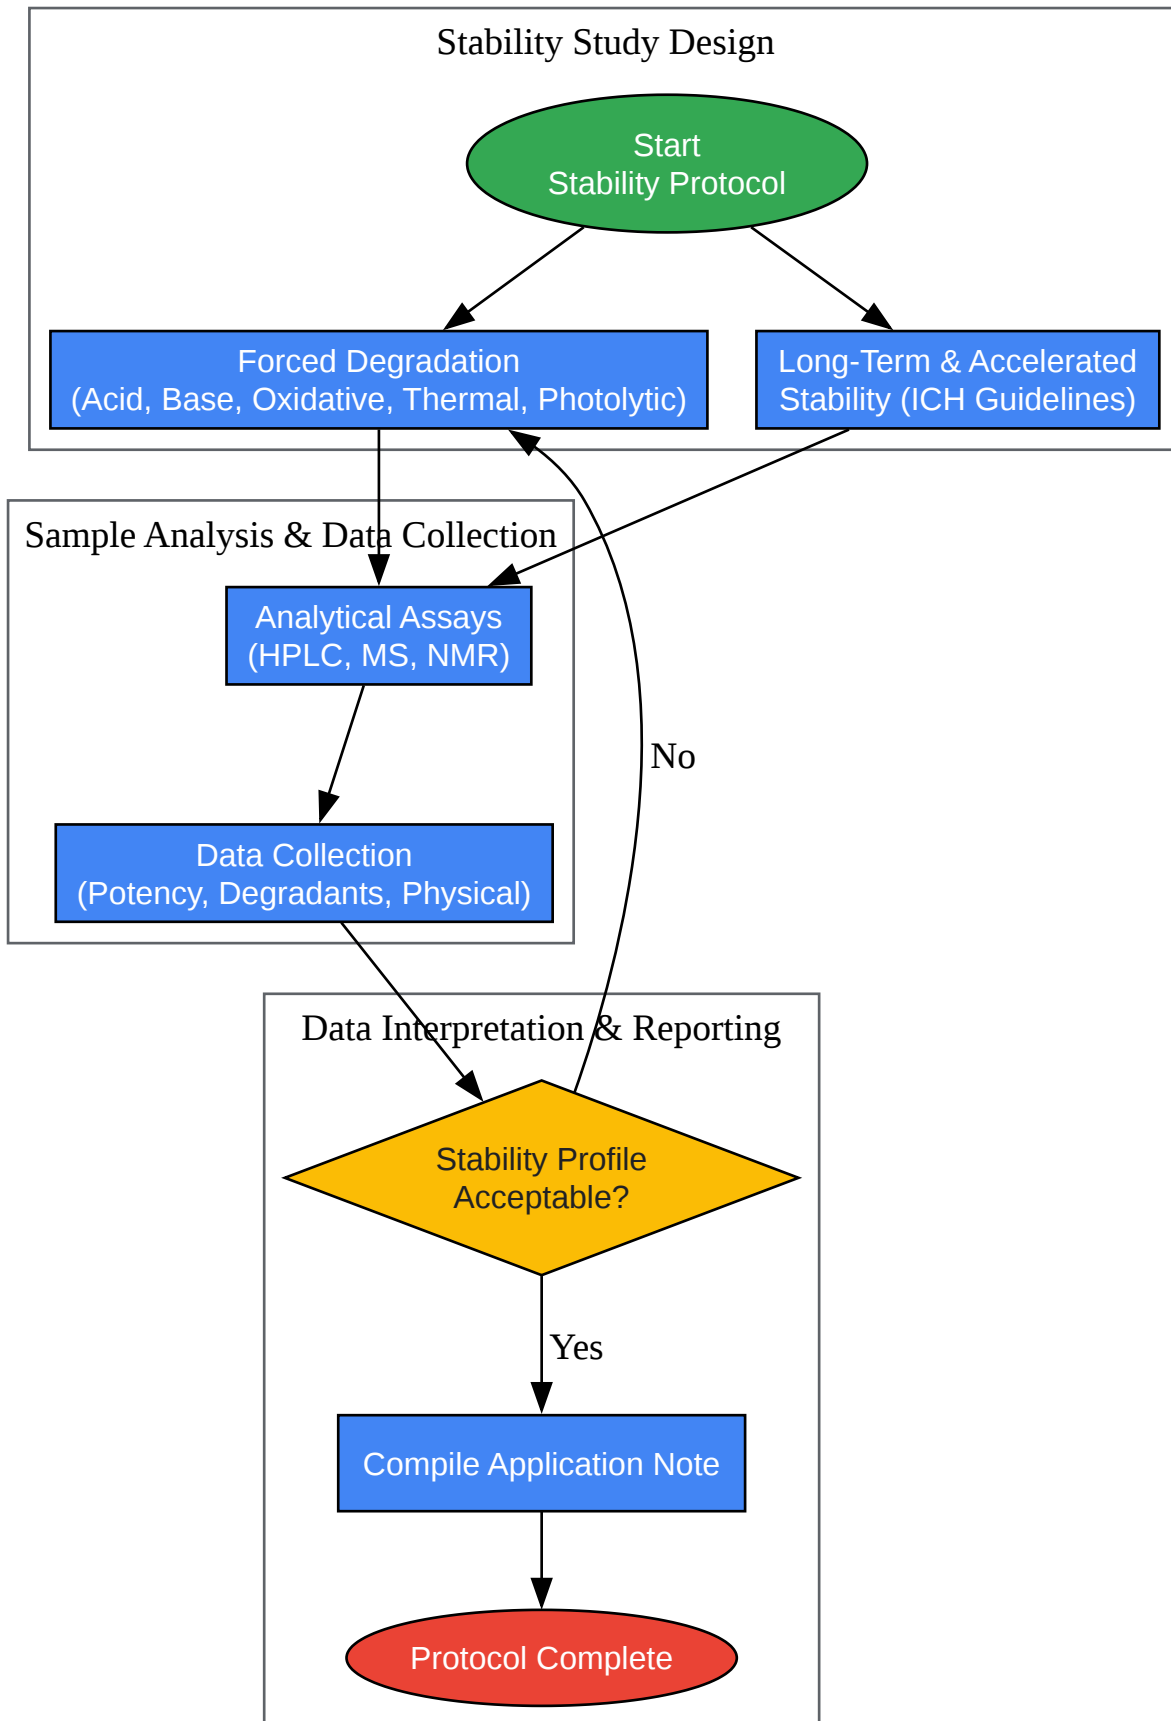 Stability Study Design
Start
Stability Protocol
Forced Degradation
(Acid, Base, Oxidative, Thermal, Photolytic)
Long-Term & Accelerated
Stability (ICH Guidelines)
Sample Analysis & Data Collection
Analytical Assays
(HPLC, MS, NMR)
No
Data Collection
(Potency, Degradants, Physical)
Data Interpretation & Reporting
Stability Profile
Acceptable?
Yes
Compile Application Note
Protocol Complete